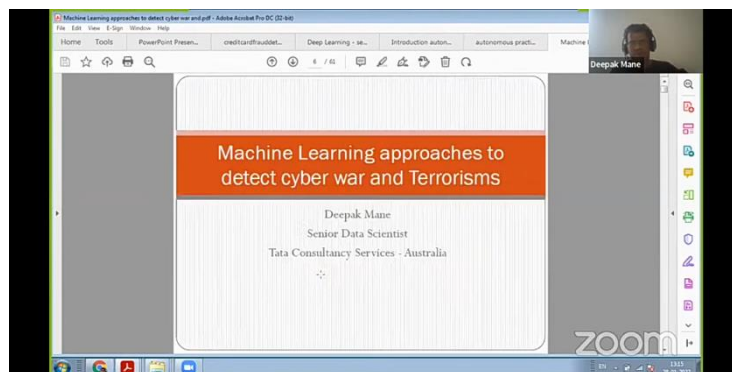 Machine Learning approaches to detect cyber war and.pdf - Adobe Acrobat Pro DC (32-bit)
File Edit View E-Sign Window Help
Home Tools PowerPoint Presen... creditcardfrauddet... Deep Learning - se... Introduction auton... autonomous practi... Machine
6 / 61
Deepak Mane
Machine Learning approaches to
detect cyber war and Terrorisms
Deepak Mane
Senior Data Scientist
Tata Consultancy Services - Australia
zoom
EN
13:15